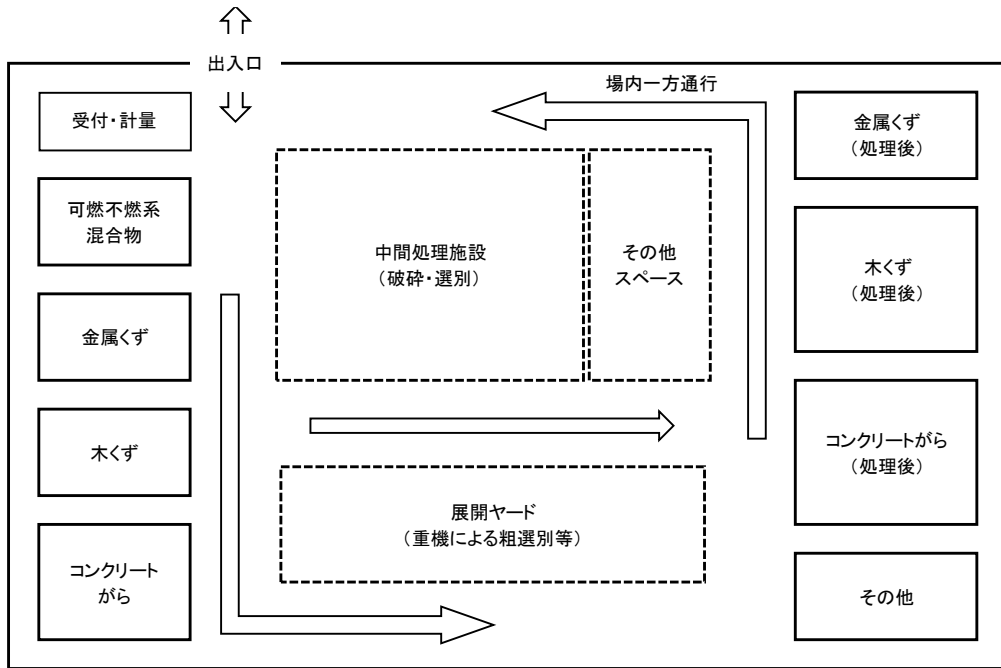 出入口
場内一方通行
受付・計量
可燃不燃系
混合物
金属くず
木くず
コンクリート
がら
中間処理施設
（破砕・選別）
その他
スペース
展開ヤード
（重機による粗選別等）
金属くず
（処理後）
木くず
（処理後）
コンクリートがら
（処理後）
その他